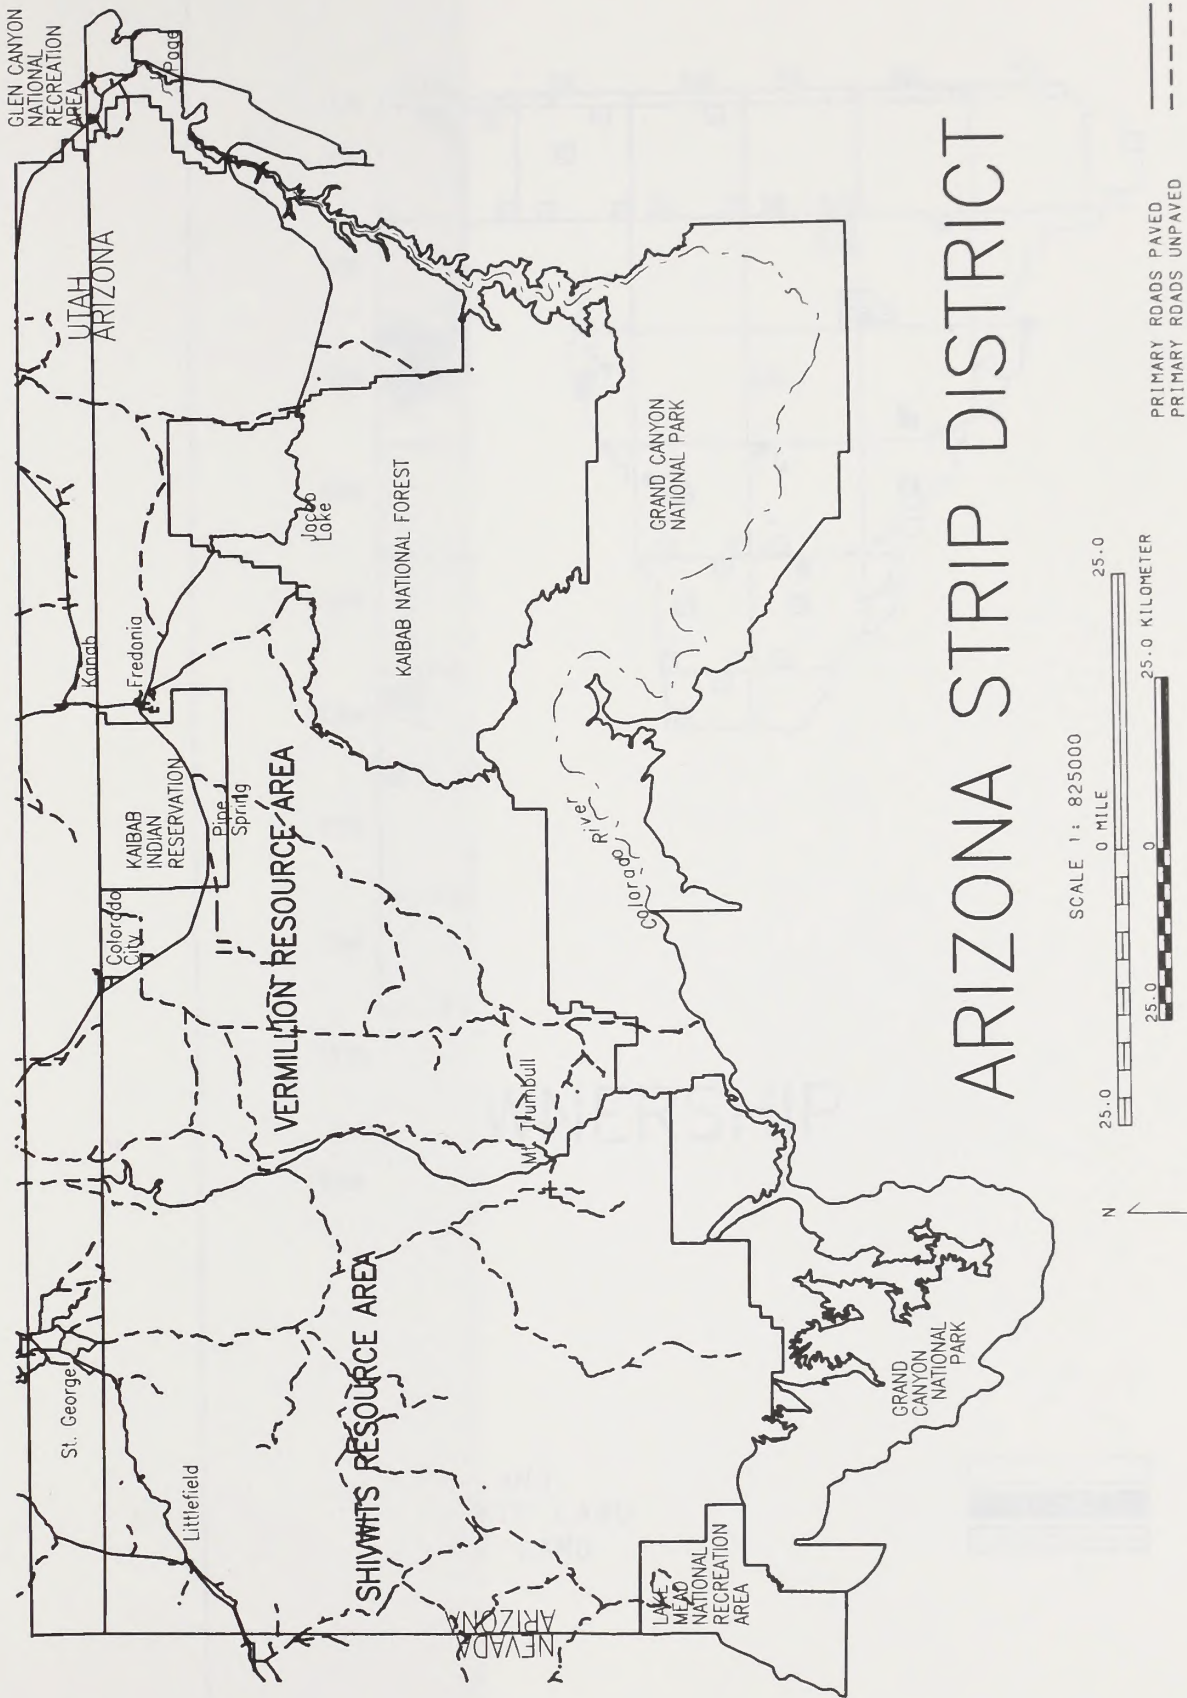 GLEN CANYON
NATIONAL
RECREATION
AREA
Page
UTAH
ARIZONA
Kanab
Fredonia
Jacob
Lake
KAIBAB NATIONAL FOREST
GRAND CANYON
NATIONAL PARK
KAIBAB
INDIAN
RESERVATION
Pipe
Spring
Colorado
City
VERMILLION RESOURCE AREA
Colorado River
Mt. Trumbull
St. George
Littlefield
SHIVWITS RESOURCE AREA
NEVADA
ARIZONA
LAKE
MEAD
NATIONAL
RECREATION
AREA
GRAND
CANYON
NATIONAL
PARK
ARIZONA STRIP DISTRICT
SCALE 1 : 825000
25.0 0 MILE 25.0
25.0 0 25.0 KILOMETER
N
PRIMARY ROADS PAVED
PRIMARY ROADS UNPAVED